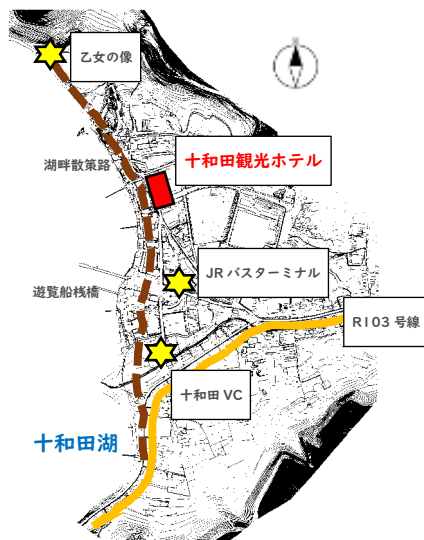 乙女の像
湖畔散策路
十和田観光ホテル
JRバスターミナル
遊覧船桟橋
R103号線
十和田VC
十和田湖